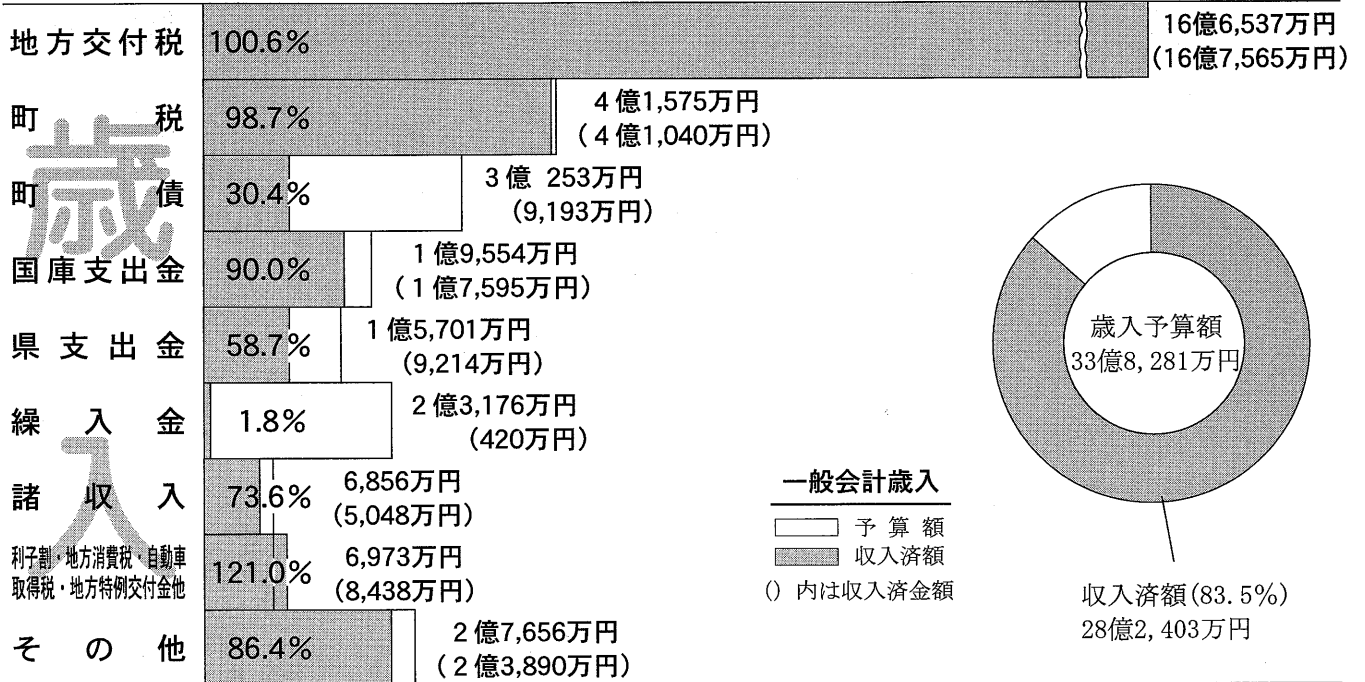 歳入
地方交付税 100.6% 16億6,537万円
(16億7,565万円)
町税 98.7% 4億1,575万円
(4億1,040万円)
町債 30.4% 3億 253万円
(9,193万円)
国庫支出金 90.0% 1億9,554万円
(1億7,595万円)
県支出金 58.7% 1億5,701万円
(9,214万円)
繰入金 1.8% 2億3,176万円
(420万円)
諸収入 73.6% 6,856万円
(5,048万円)
利子割・地方消費税・自動車
取得税・地方特例交付金他
121.0% 6,973万円
(8,438万円)
その他 86.4% 2億7,656万円
(2億3,890万円)
一般会計歳入
予算額
収入済額
() 内は収入済金額
歳入予算額
33億8,281万円
収入済額(83.5%)
28億2,403万円